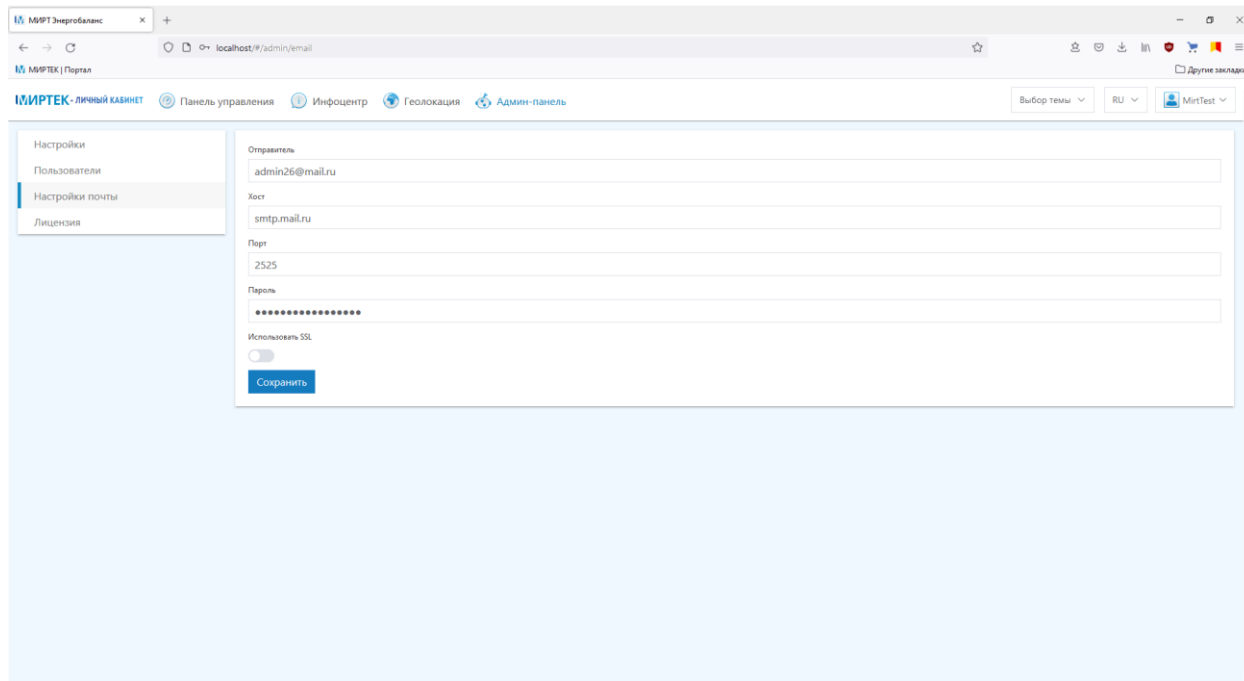 МИРТ Энергобаланс
localhost/#/admin/email
МИРТЕК | Портал
Другие закладки
МИРТЕК - ЛИЧНЫЙ КАБИНЕТ Панель управления Инфоцентр Геолокация Админ-панель Выбор темы RU MirtTest
Настройки
Пользователи
Настройки почты
Лицензия
Отправитель
admin26@mail.ru
Хост
smtp.mail.ru
Порт
2525
Пароль
•••••••••••••••••
Использовать SSL
Сохранить